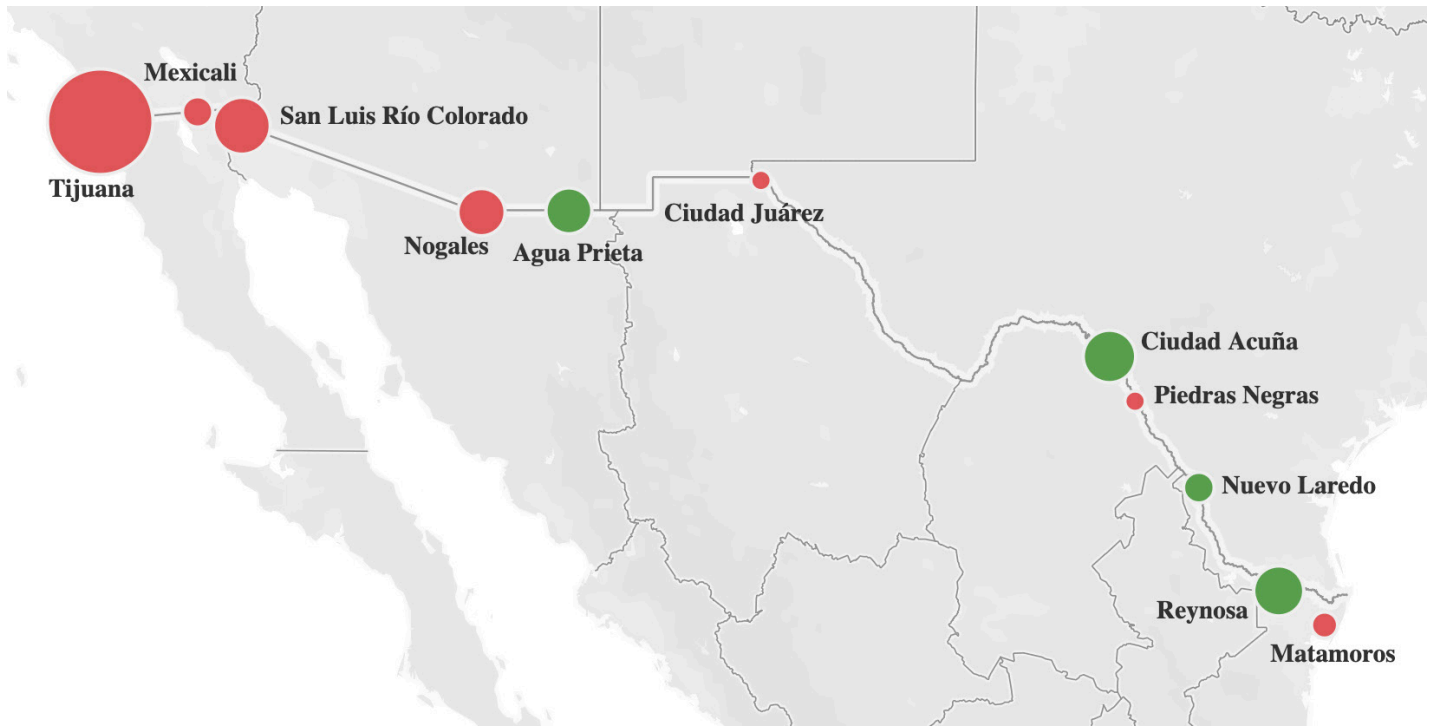 Mexicali
San Luis Río Colorado
Tijuana
Nogales
Agua Prieta
Ciudad Juárez
Ciudad Acuña
Piedras Negras
Nuevo Laredo
Reynosa
Matamoros